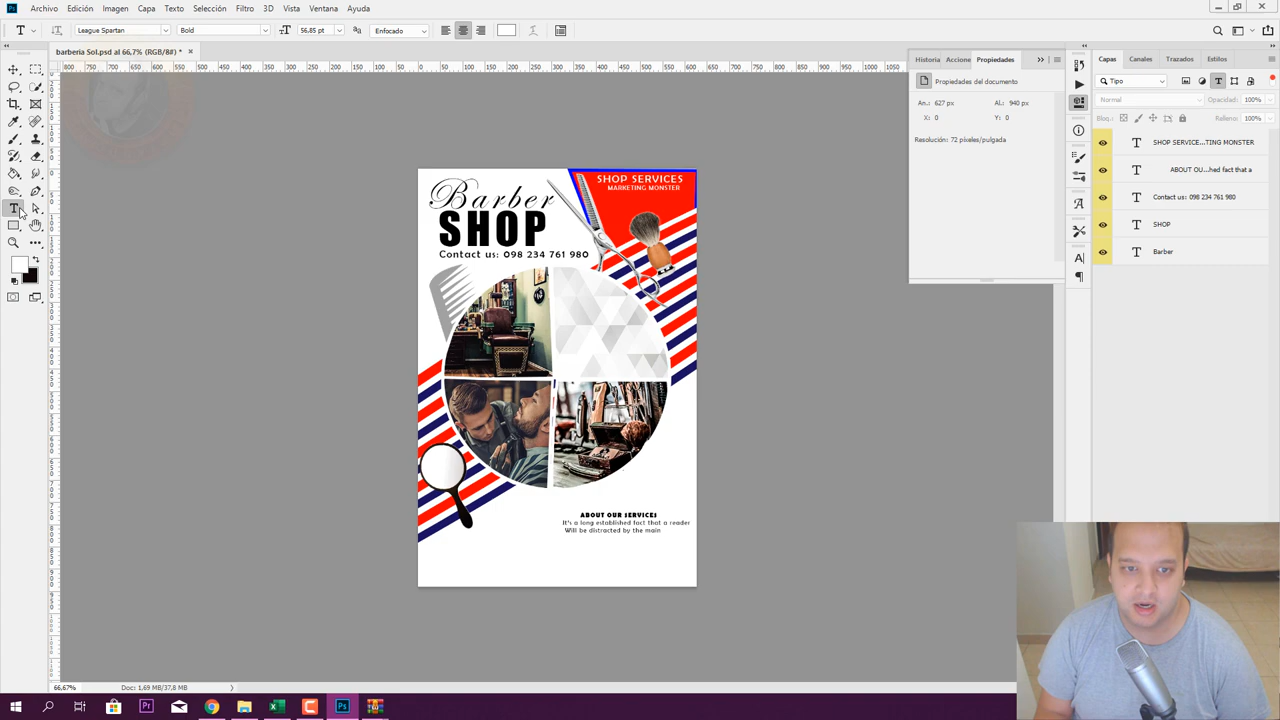 Archivo Edición Imagen Capa Texto Selección Filtro 3D Vista Ventana Ayuda
League Spartan Bold 56,85 pt Enfocado
barberia Sol.psd al 66,7% (RGB/8#) *
Historia Accione Propiedades
Capas Canales Trazados Estilos
Propiedades del documento
Tipo
An.: 627 px Al.: 940 px
X: 0 Y: 0
Normal Opacidad: 100%
Bloq.: Relleno: 100%
Resolución: 72 píxeles/pulgada
SHOP SERVICE...TING MONSTER
ABOUT OU...hed fact that a
Contact us: 098 234 761 980
SHOP
Barber
SHOP SERVICES
MARKETING MONSTER
Barber
SHOP
Contact us: 098 234 761 980
ABOUT OUR SERVICES
It's a long established fact that a reader
Will be distracted by the main
66,67% Doc: 1,69 MB/37,8 MB